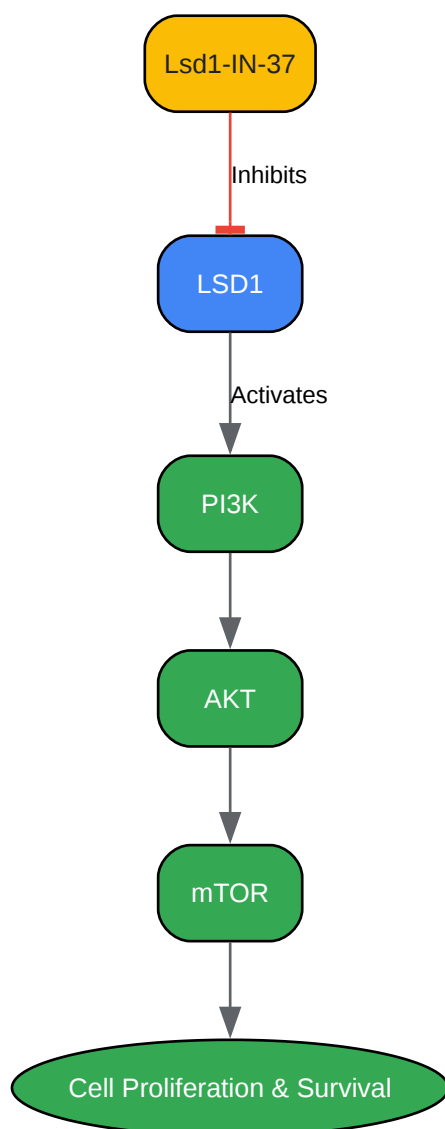 Lsd1-IN-37
Inhibits
LSD1
Activates
PI3K
AKT
mTOR
Cell Proliferation & Survival